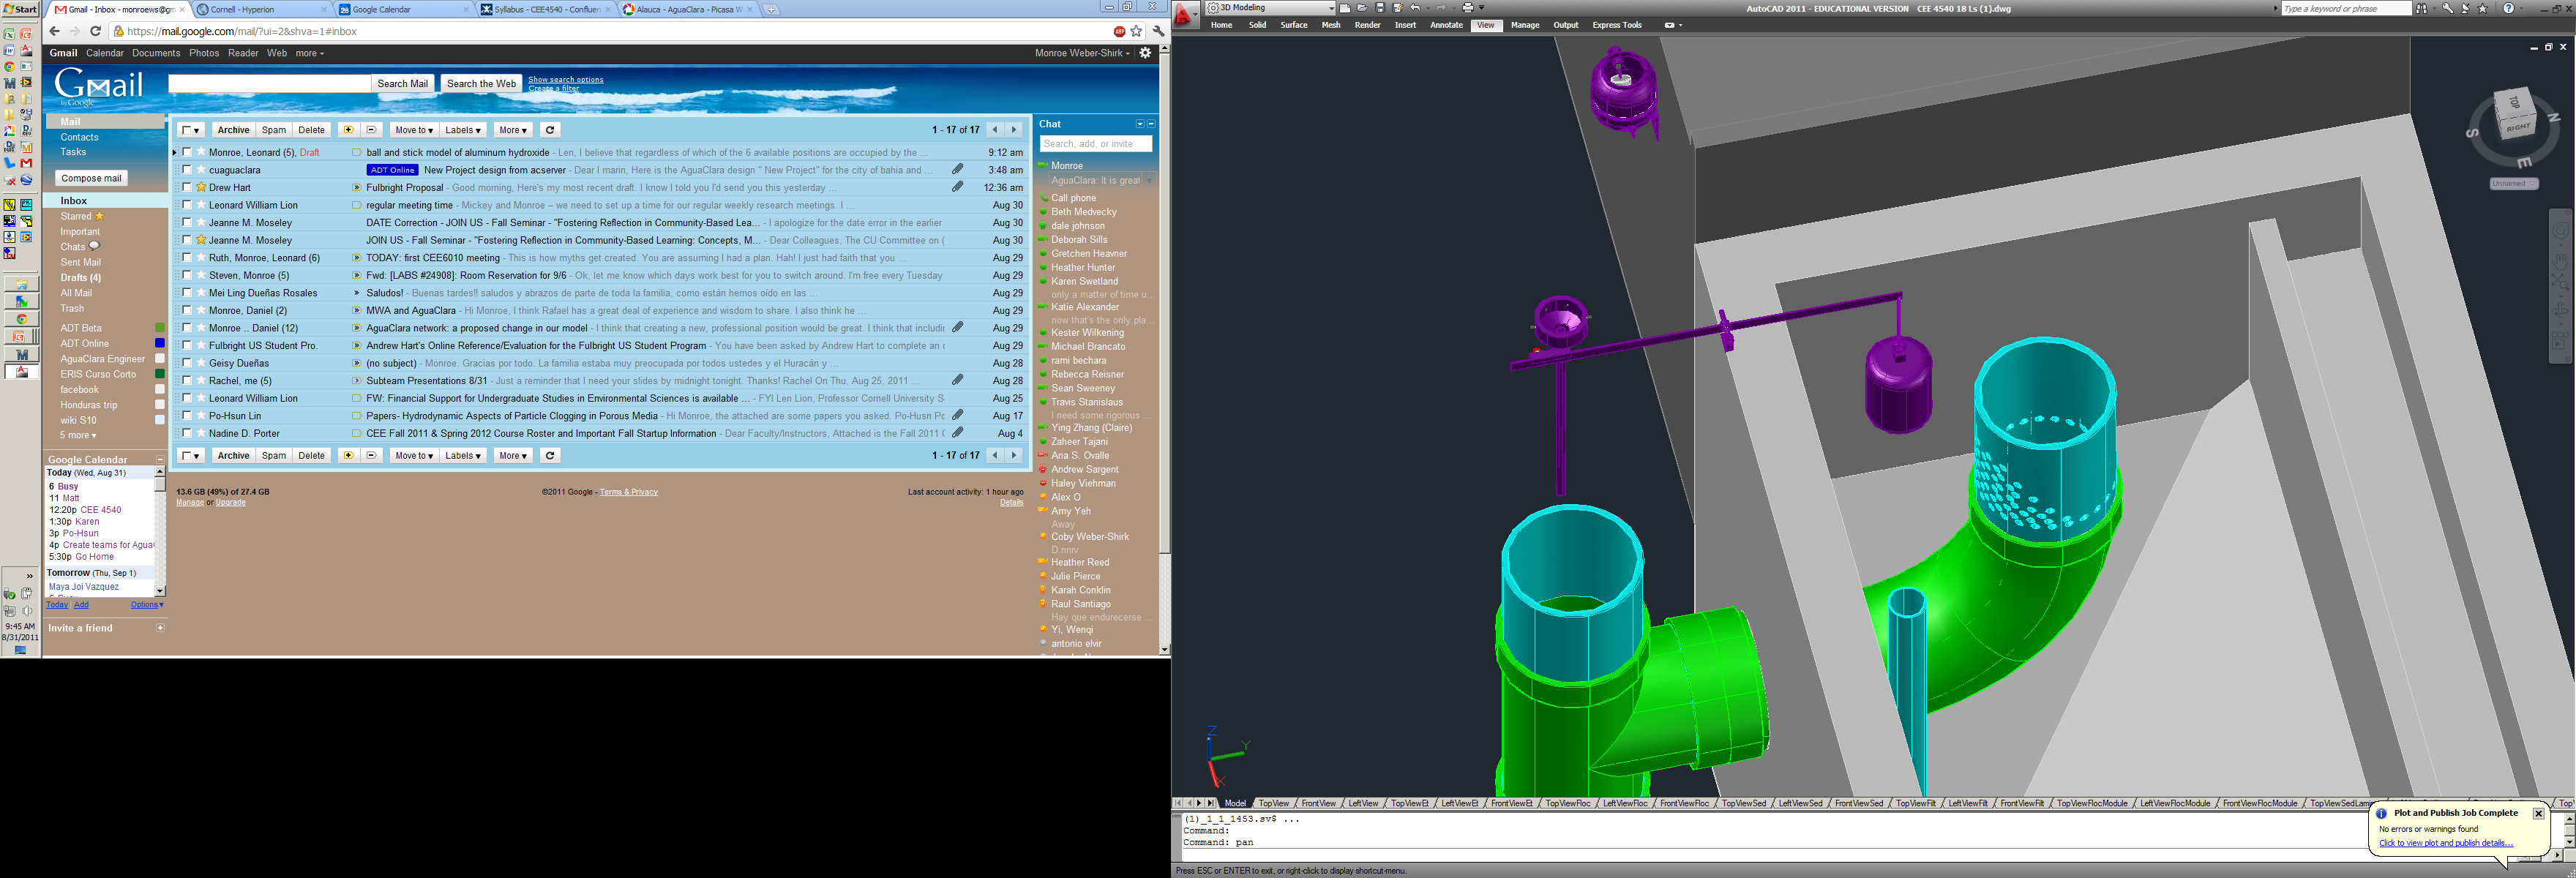 Start
Gmail - Inbox - monroews@gm
Cornell - Hyperion
Google Calendar
Syllabus - CEE4540 - Confluen
Alauca - AguaClara - Picasa W
https://mail.google.com/mail/?ui=2&shva=1#inbox
Gmail Calendar Documents Photos Reader Web more
Monroe Weber-Shirk
Gmail
by Google
Search Mail
Search the Web
Show search options
Create a filter
Mail
Contacts
Tasks
Compose mail
Inbox
Starred
Important
Chats
Sent Mail
Drafts (4)
All Mail
Trash
ADT Beta
ADT Online
AguaClara Engineer
ERIS Curso Corto
facebook
Honduras trip
wiki S10
5 more
Google Calendar
Today (Wed, Aug 31)
6 Busy
11 Matt
12:20p CEE 4540
1:30p Karen
3p Po-Hsun
4p Create teams for Agua
5:30p Go Home
Tomorrow (Thu, Sep 1)
Maya Joi Vazquez
Today Add Options
Invite a friend
9:45 AM
8/31/2011
Archive Spam Delete Move to Labels More 1 - 17 of 17
Monroe, Leonard (5), Draft ball and stick model of aluminum hydroxide - Len, I believe that regardless of which of the 6 available positions are occupied by the ... 9:12 am
cuaguaclara ADT Online New Project design from acserver - Dear I marin, Here is the AguaClara design " New Project" for the city of bahia and ... 3:48 am
Drew Hart Fulbright Proposal - Good morning, Here's my most recent draft. I know I told you I'd send you this yesterday ... 12:36 am
Leonard William Lion regular meeting time - Mickey and Monroe – we need to set up a time for our regular weekly research meetings. I ... Aug 30
Jeanne M. Moseley DATE Correction - JOIN US - Fall Seminar - "Fostering Reflection in Community-Based Lea... - I apologize for the date error in the earlier Aug 30
Jeanne M. Moseley JOIN US - Fall Seminar - "Fostering Reflection in Community-Based Learning: Concepts, M... - Dear Colleagues, The CU Committee on ( Aug 30
Ruth, Monroe, Leonard (6) TODAY: first CEE6010 meeting - This is how myths get created. You are assuming I had a plan. Hah! I just had faith that you ... Aug 29
Steven, Monroe (5) Fwd: [LABS #24908]: Room Reservation for 9/6 - Ok, let me know which days work best for you to switch around. I'm free every Tuesday Aug 29
Mei Ling Dueñas Rosales Saludos! - Buenas tardes!! saludos y abrazos de parte de toda la familia, como están hemos oído en las ... Aug 29
Monroe, Daniel (2) MWA and AguaClara - Hi Monroe, I think Rafael has a great deal of experience and wisdom to share. I also think he ... Aug 29
Monroe .. Daniel (12) AguaClara network: a proposed change in our model - I think that creating a new, professional position would be great. I think that includin Aug 29
Fulbright US Student Pro. Andrew Hart's Online Reference/Evaluation for the Fulbright US Student Program - You have been asked by Andrew Hart to complete an Aug 29
Geisy Dueñas (no subject) - Monroe. Gracias por todo. La familia estaba muy preocupada por todos ustedes y el Huracán y ... Aug 28
Rachel, me (5) Subteam Presentations 8/31 - Just a reminder that I need your slides by midnight tonight. Thanks! Rachel On Thu, Aug 25, 2011 ... Aug 28
Leonard William Lion FW: Financial Support for Undergraduate Studies in Environmental Sciences is available ... - FYI Len Lion, Professor Cornell University S Aug 25
Po-Hsun Lin Papers- Hydrodynamic Aspects of Particle Clogging in Porous Media - Hi Monroe, the attached are some papers you asked. Po-Husn Pc Aug 17
Nadine D. Porter CEE Fall 2011 & Spring 2012 Course Roster and Important Fall Startup Information - Dear Faculty/Instructors, Attached is the Fall 2011 Aug 4
Archive Spam Delete Move to Labels More 1 - 17 of 17
13.6 GB (49%) of 27.4 GB
Manage or Upgrade
©2011 Google - Terms & Privacy
Last account activity: 1 hour ago
Details
Chat
Search, add, or invite
Monroe
AguaClara: It is great
Call phone
Beth Medvecky
dale johnson
Deborah Sills
Gretchen Heavner
Heather Hunter
Karen Swetland
only a matter of time u...
Katie Alexander
now that's the only pla...
Kester Wilkening
Michael Brancato
rami bechara
Rebecca Reisner
Sean Sweeney
Travis Stanislaus
I need some rigorous ...
Ying Zhang (Claire)
Zaheer Tajani
Ana S. Ovalle
Andrew Sargent
Haley Viehman
Alex O
Amy Yeh
Away
Coby Weber-Shirk
D.nnrv
Heather Reed
Julie Pierce
Karah Conklin
Raul Santiago
Hay que endurecerse ...
Yi, Wenqi
antonio elvir
3D Modeling
AutoCAD 2011 - EDUCATIONAL VERSION CEE 4540 18 Ls (1).dwg
Type a keyword or phrase
Home Solid Surface Mesh Render Insert Annotate View Manage Output Express Tools
TOP
RIGHT
S
N
E
Unnamed
Z
Y
X
Model TopView FrontView LeftView TopViewEt LeftViewEt FrontViewEt TopViewFloc LeftViewFloc FrontViewFloc TopViewSed LeftViewSed FrontViewSed TopViewFilt LeftViewFilt FrontViewFilt TopViewFlocModule LeftViewFlocModule FrontViewFlocModule TopViewSedLam
(1)_1_1_1453.sv$ ...
Command:
Command: pan
Press ESC or ENTER to exit, or right-click to display shortcut-menu.
Plot and Publish Job Complete
No errors or warnings found
Click to view plot and publish details...